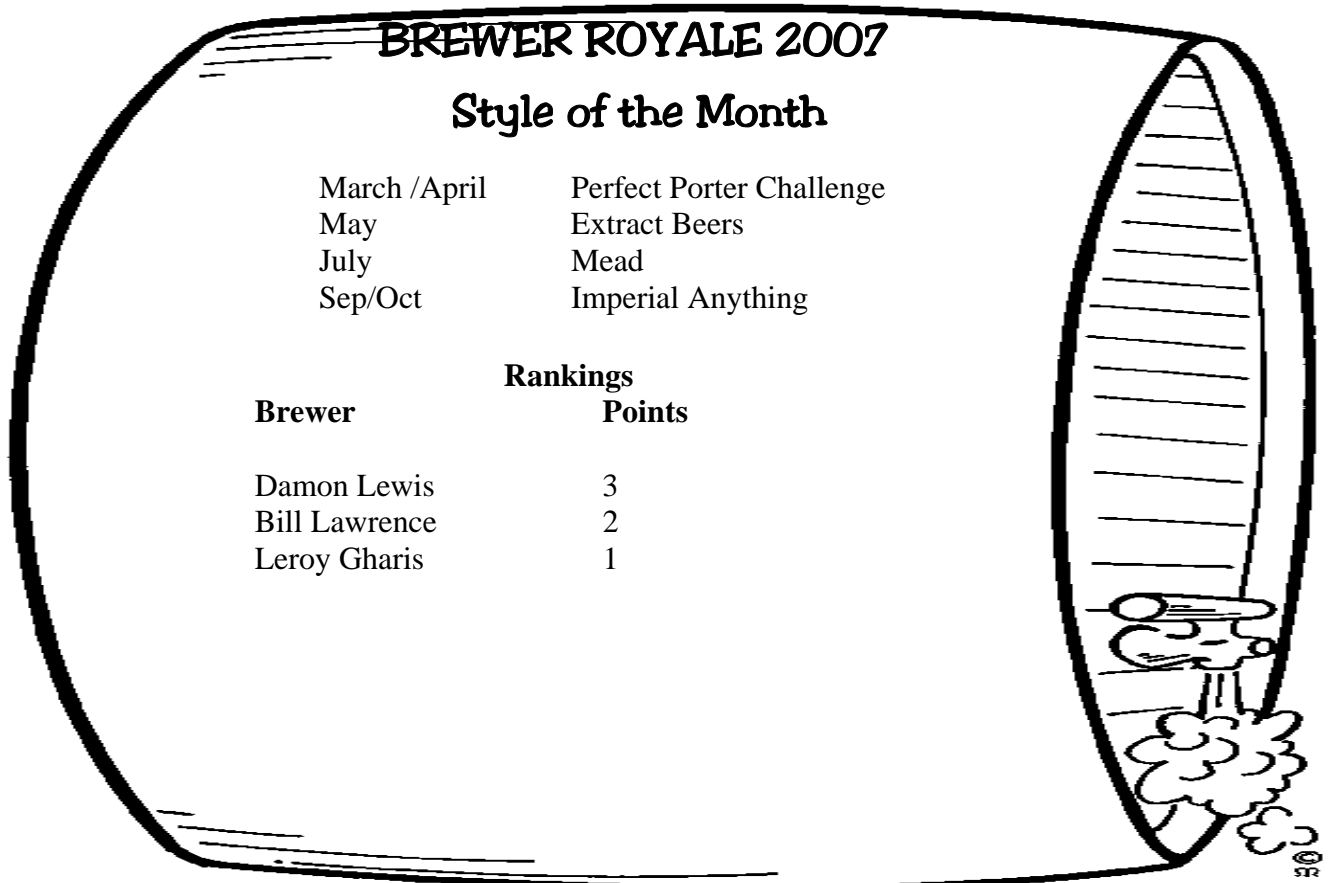 BREWER ROYALE 2007
Style of the Month
March /April Perfect Porter Challenge
May Extract Beers
July Mead
Sep/Oct Imperial Anything
Rankings
Brewer Points
Damon Lewis 3
Bill Lawrence 2
Leroy Gharis 1
©